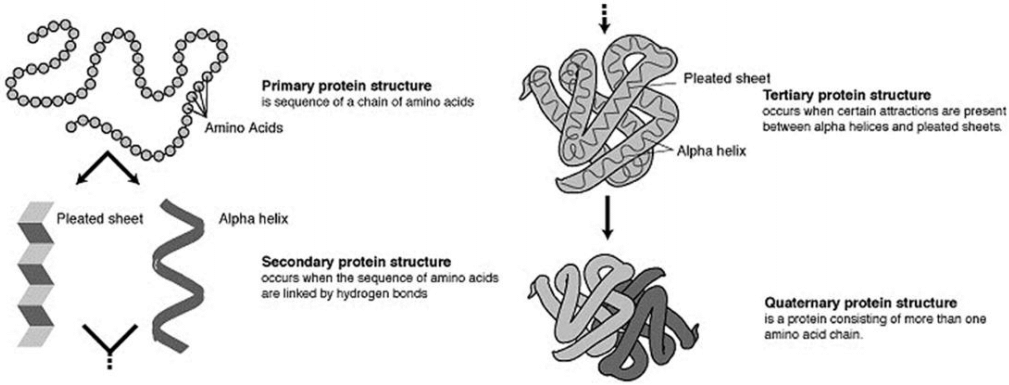 Primary protein structure
is sequence of a chain of amino acids
Amino Acids
Pleated sheet
Alpha helix
Secondary protein structure
occurs when the sequence of amino acids
are linked by hydrogen bonds
Pleated sheet
Alpha helix
Tertiary protein structure
occurs when certain attractions are present
between alpha helices and pleated sheets.
Quaternary protein structure
is a protein consisting of more than one
amino acid chain.